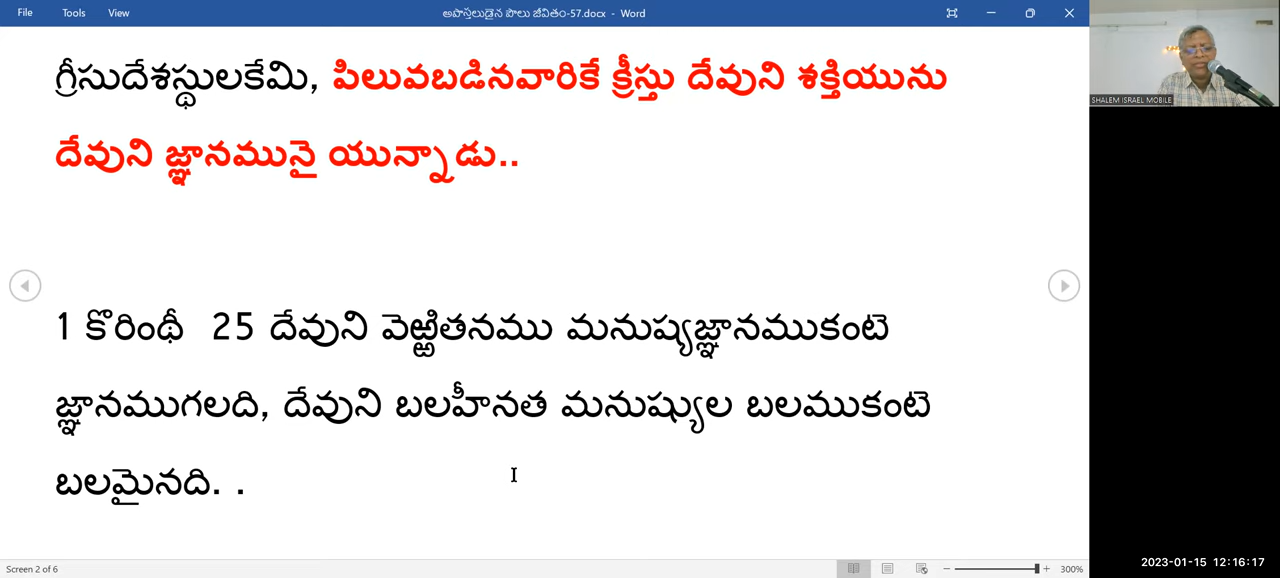 File Tools View అపొస్తలుడైన పౌలు జీవితం-57.docx - Word
SHALEM ISRAEL MOBILE
గ్రీసుదేశస్థులకేమి, పిలువబడినవారికే క్రీస్తు దేవుని శక్తియును
దేవుని జ్ఞానమునై యున్నాడు..
1 కొరింథీ 25 దేవుని వెఱ్ఱితనము మనుష్యజ్ఞానముకంటె
జ్ఞానముగలది, దేవుని బలహీనత మనుష్యుల బలముకంటె
బలమైనది. .
2023-01-15 12:16:17
Screen 2 of 6 300%